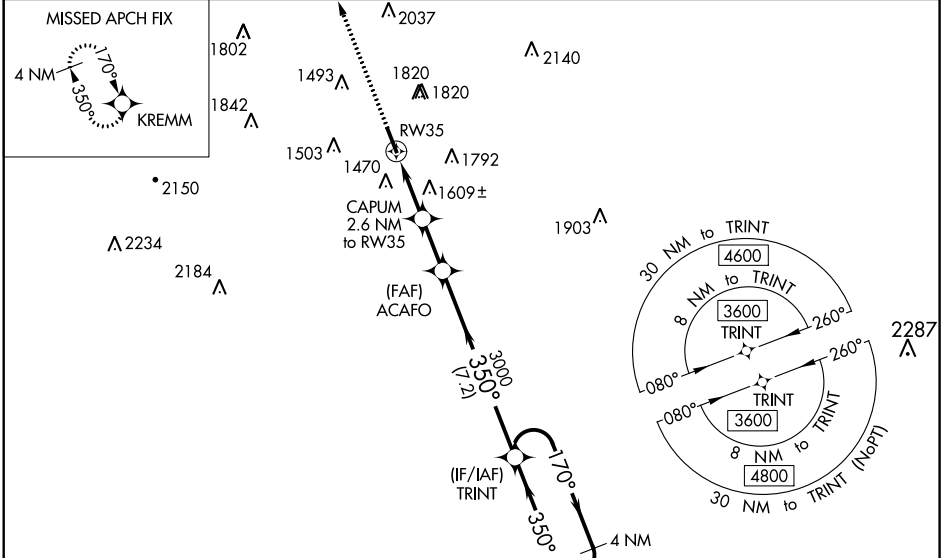 MISSED APCH FIX
4 NM
170°
350°
KREMM
1802
1842
2037
2140
1493
1820
1820
RW35
1503
1470
1792
1609±
2150
CAPUM
2.6 NM
to RW35
1903
2234
2184
(FAF)
ACAFO
3000
350°
(7.2)
(IF/IAF)
TRINT
170°
350°
4 NM
30 NM to TRINT
4600
8 NM to TRINT
3600
TRINT
260°
080°
2287
260°
080°
TRINT
3600
8 NM to TRINT
4800
30 NM to TRINT (NoPT)